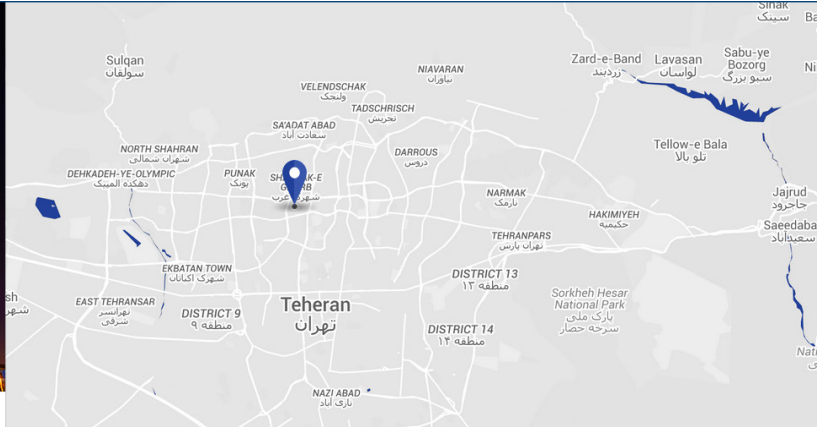 Sinak
سینک
Sulqan
سولقان
Zard-e-Band
زردبند
Lavasan
لواسان
Sabu-ye
Bozorg
سبو بزرگ
NIAVARAN
نیاوران
VELENDSCHAK
ولنجک
TADSCHRISCH
تجریش
SA'ADAT ABAD
سعادت آباد
DARROUS
دروس
Tellow-e Bala
تلو بالا
NORTH SHAHRAN
شهران شمالی
DEHKADEH-YE-OLYMPIC
دهکده المپیک
PUNAK
پونک
NARMAK
نارمک
Jajrud
جاجرود
HAKIMIYEH
حکیمیه
Saeedaba
سعیدآباد
TEHRANPARS
تهران پارس
EKBATAN TOWN
شهرک اکباتان
DISTRICT 13
منطقه ۱۳
EAST TEHRANSAR
تهرانسر
شرقی
DISTRICT 9
منطقه ۹
Teheran
تهران
Sorkheh Hesar
National Park
پارک ملی
سرخه حصار
DISTRICT 14
منطقه ۱۴
NAZI ABAD
نازی آباد